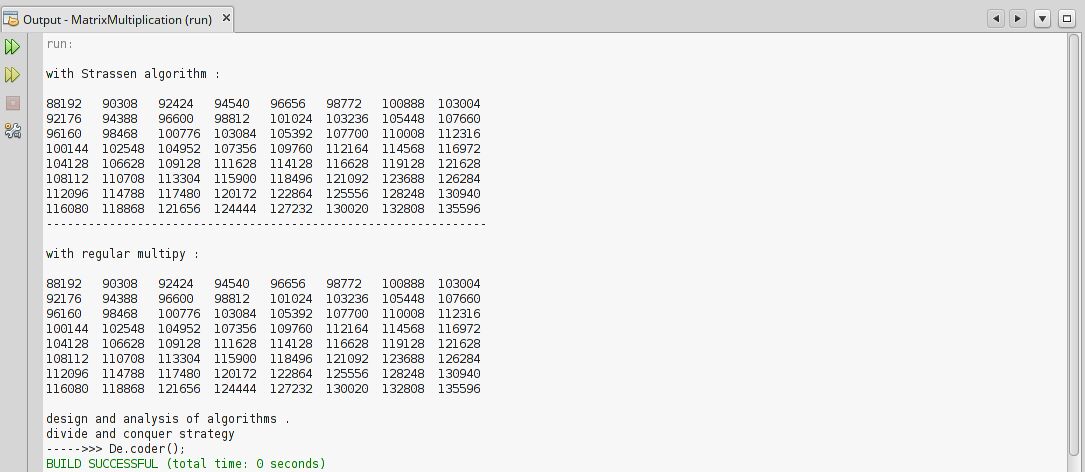 Output - MatrixMultiplication (run)
run:
with Strassen algorithm :
88192 90308 92424 94540 96656 98772 100888 103004
92176 94388 96600 98812 101024 103236 105448 107660
96160 98468 100776 103084 105392 107700 110008 112316
100144 102548 104952 107356 109760 112164 114568 116972
104128 106628 109128 111628 114128 116628 119128 121628
108112 110708 113304 115900 118496 121092 123688 126284
112096 114788 117480 120172 122864 125556 128248 130940
116080 118868 121656 124444 127232 130020 132808 135596
---------------------------------------------------------------
with regular multipy :
88192 90308 92424 94540 96656 98772 100888 103004
92176 94388 96600 98812 101024 103236 105448 107660
96160 98468 100776 103084 105392 107700 110008 112316
100144 102548 104952 107356 109760 112164 114568 116972
104128 106628 109128 111628 114128 116628 119128 121628
108112 110708 113304 115900 118496 121092 123688 126284
112096 114788 117480 120172 122864 125556 128248 130940
116080 118868 121656 124444 127232 130020 132808 135596
design and analysis of algorithms .
divide and conquer strategy
----->>> De.coder();
BUILD SUCCESSFUL (total time: 0 seconds)